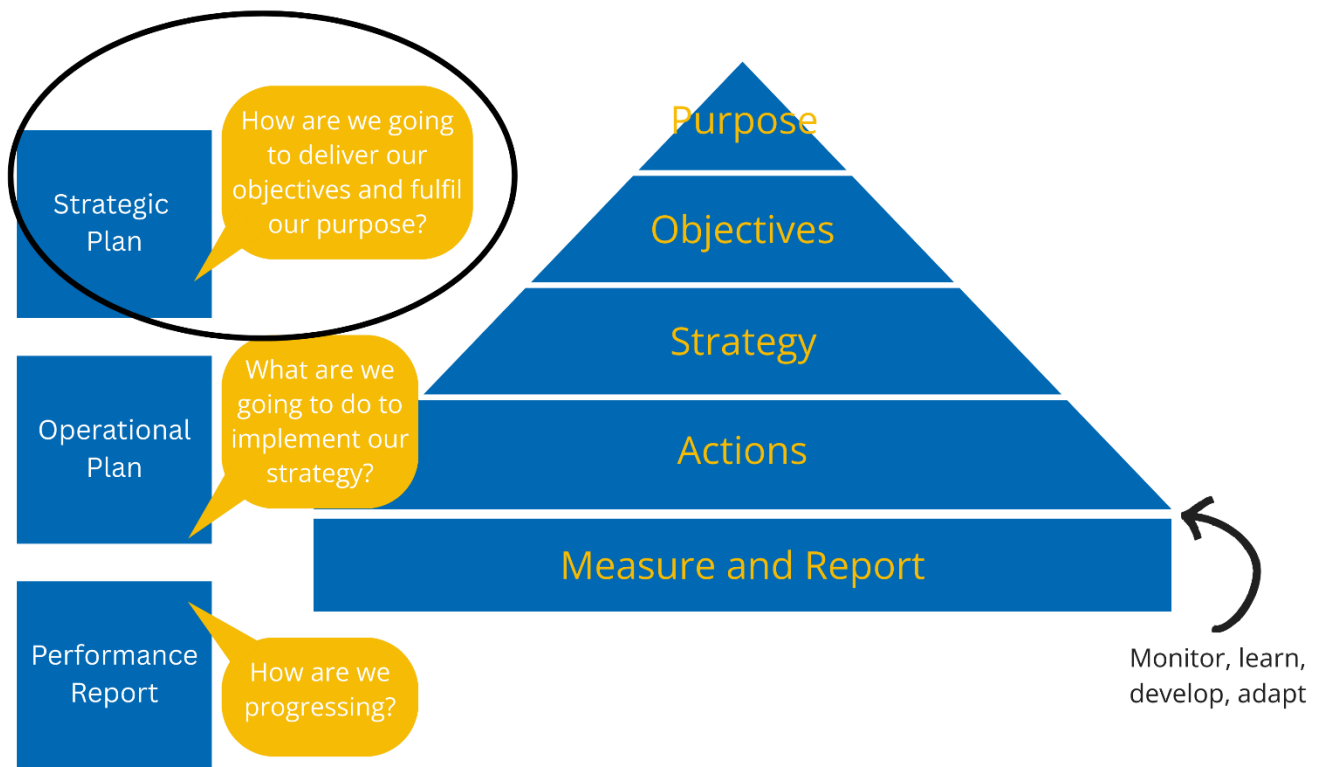 Strategic
Plan
How are we going
to deliver our
objectives and fulfil
our purpose?
Operational
Plan
What are we
going to do to
implement our
strategy?
Performance
Report
How are we
progressing?
Purpose
Objectives
Strategy
Actions
Measure and Report
Monitor, learn,
develop, adapt